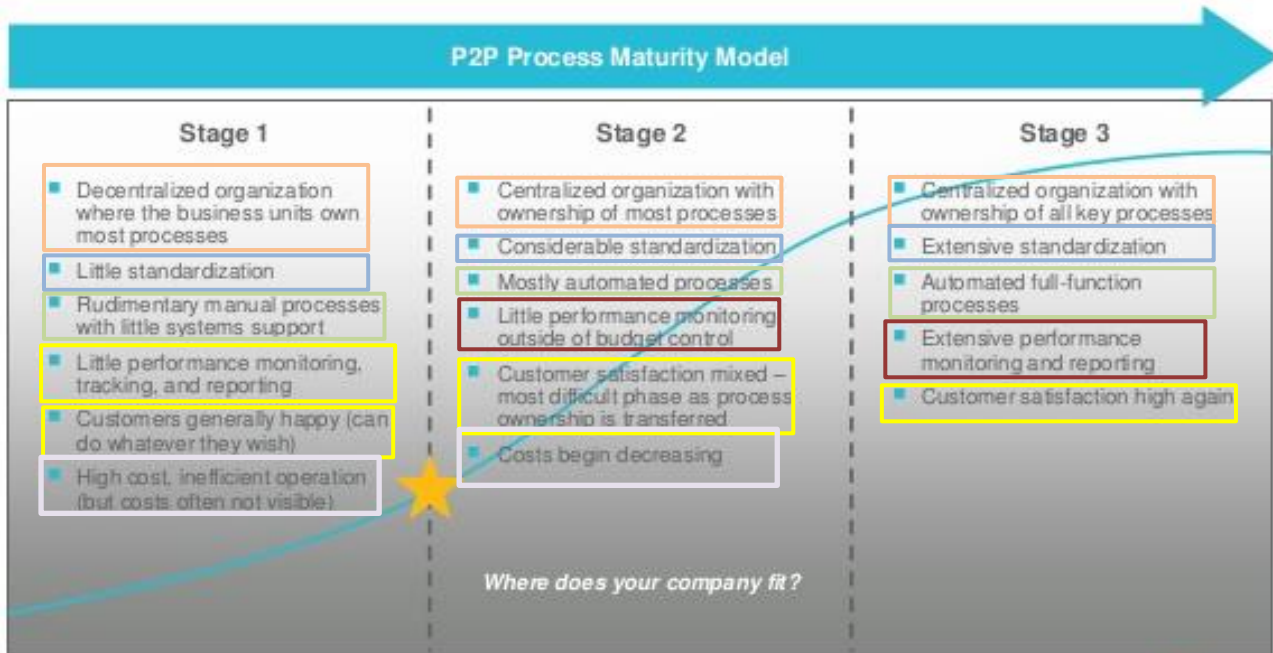 P2P Process Maturity Model
Stage 1
Decentralized organization
where the business units own
most processes
Little standardization
Rudimentary manual processes
with little systems support
Little performance monitoring,
tracking, and reporting
Customers generally happy (can
do whatever they wish)
High cost, inefficient operation
(but costs often not visible)
Stage 2
Centralized organization with
ownership of most processes
Considerable standardization
Mostly automated processes
Little performance monitoring
outside of budget control
Customer satisfaction mixed –
most difficult phase as process
ownership is transferred
Costs begin decreasing
Where does your company fit?
Stage 3
Centralized organization with
ownership of all key processes
Extensive standardization
Automated full-function
processes
Extensive performance
monitoring and reporting
Customer satisfaction high again